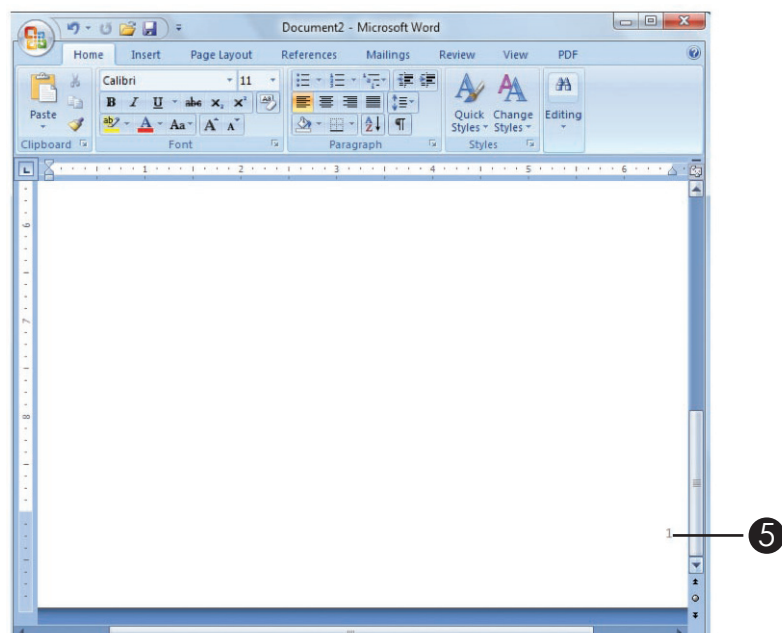 Document2 - Microsoft Word
Home Insert Page Layout References Mailings Review View PDF
Calibri 11
B I U abc x₂ x² Aa A A
Paste
Quick Styles
Change Styles
Editing
Clipboard Font Paragraph Styles
1 2 3 4 5 6
6
7
8
1
5